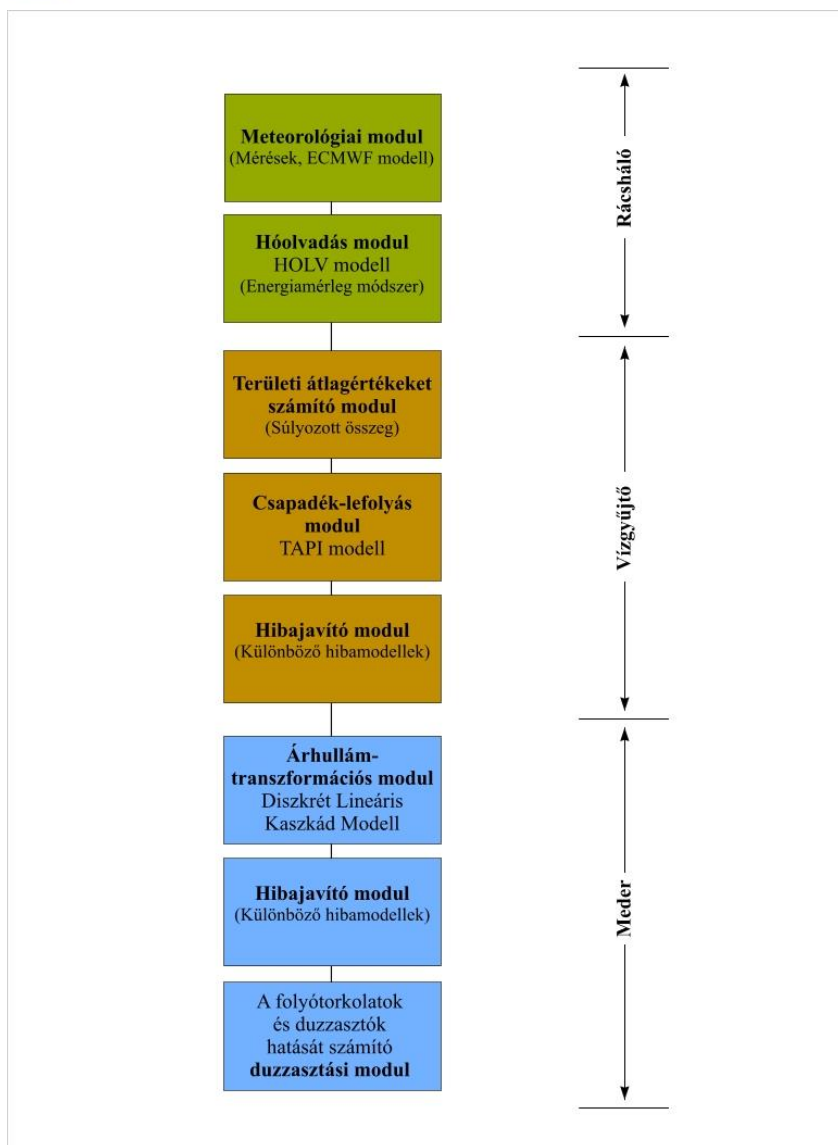 Meteorológiai modul
(Mérések, ECMWF modell)
Hóolvadás modul
HOLV modell
(Energiamérleg módszer)
Rácsháló
Területi átlagértékeket
számító modul
(Súlyozott összeg)
Csapadék-lefolyás
modul
TAPI modell
Hibajavító modul
(Különböző hibamodellek)
Vízgyűjtő
Árhullám-
transzformációs modul
Diszkrét Lineáris
Kaszkád Modell
Hibajavító modul
(Különböző hibamodellek)
A folyótorkolatok
és duzzasztók
hatását számító
duzzasztási modul
Meder